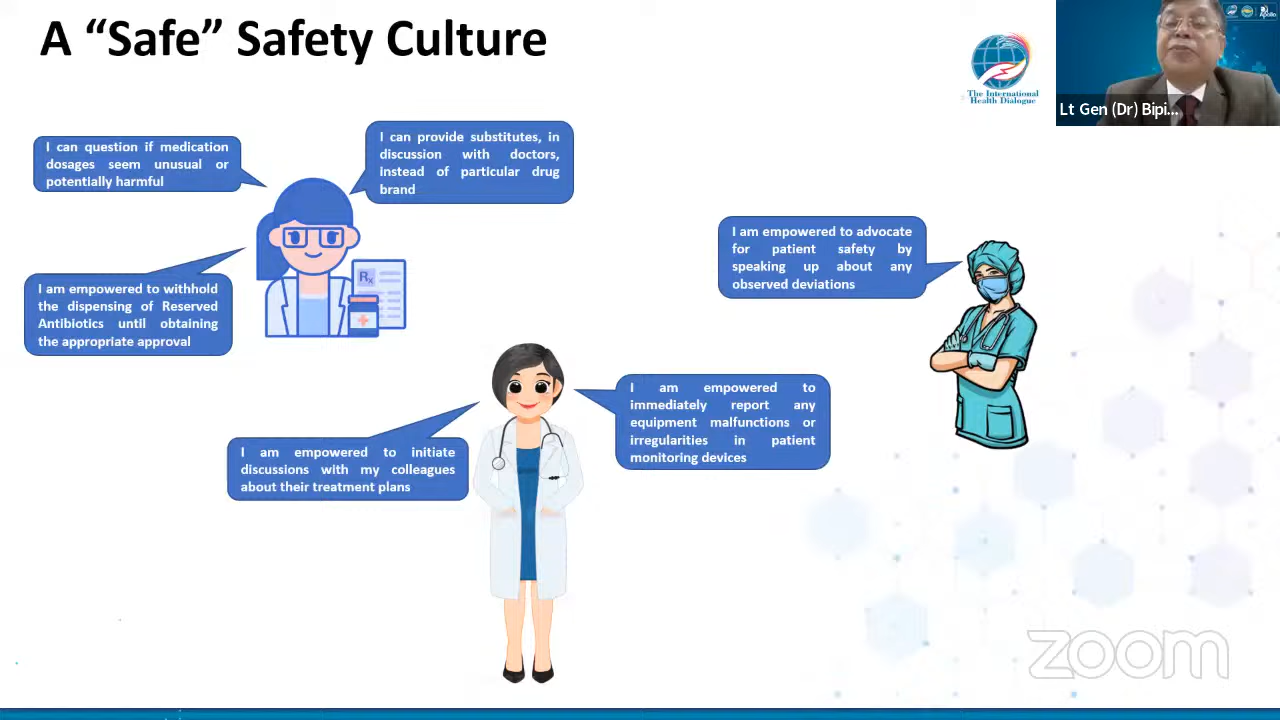 A “Safe” Safety Culture
The International
Health Dialogue
Apollo
Lt Gen (Dr) Bipi...
I can question if medication
dosages seem unusual or
potentially harmful
I can provide substitutes, in
discussion with doctors,
instead of particular drug
brand
I am empowered to withhold
the dispensing of Reserved
Antibiotics until obtaining
the appropriate approval
Rx
I am empowered to advocate
for patient safety by
speaking up about any
observed deviations
I am empowered to
immediately report any
equipment malfunctions or
irregularities in patient
monitoring devices
I am empowered to initiate
discussions with my colleagues
about their treatment plans
zoom